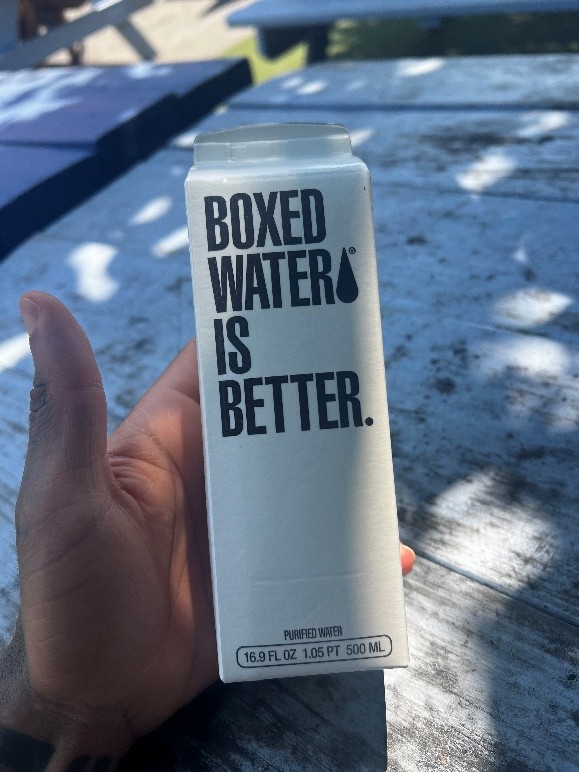 BOXED
WATER®
IS
BETTER.
PURIFIED WATER
16.9 FL OZ 1.05 PT 500 ML